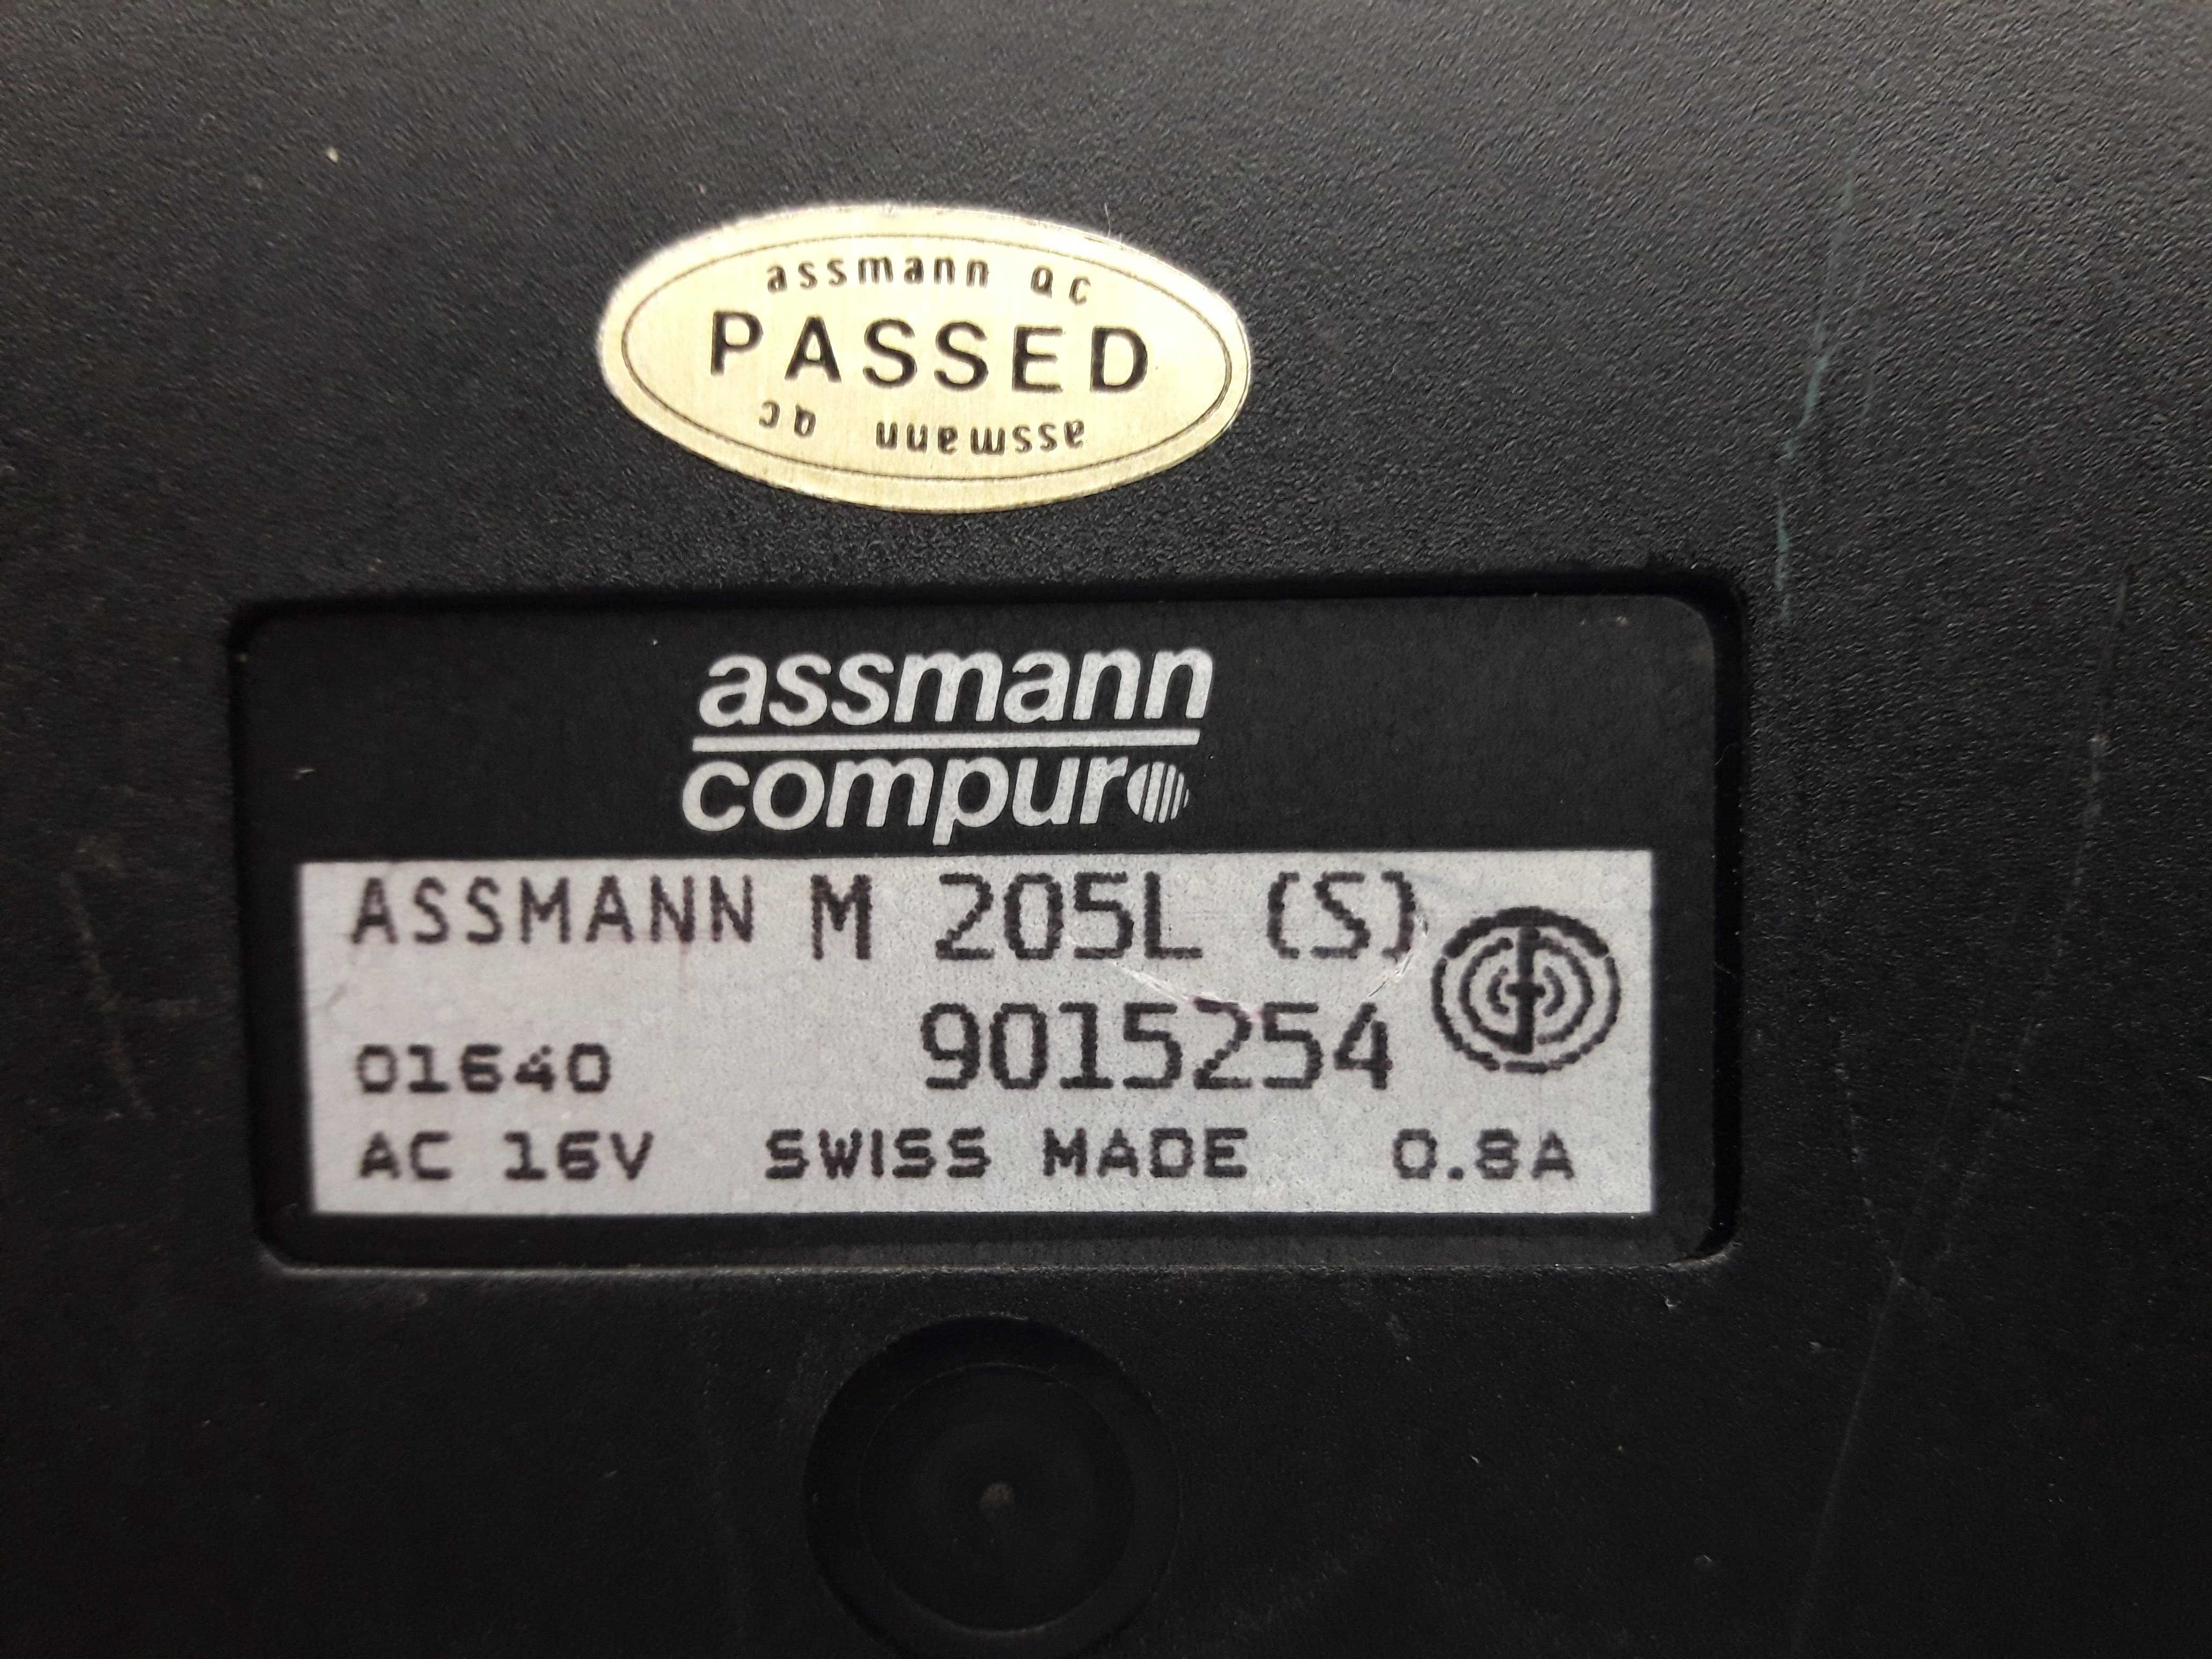 assmann qc
PASSED
assmann qc
assmann
compur
ASSMANN M 205L (S)
01640 9015254
AC 16V SWISS MADE 0.8A